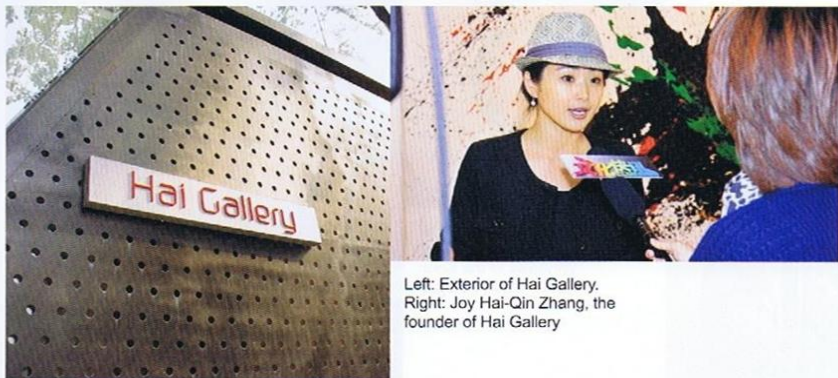 Hai Gallery
Left: Exterior of Hai Gallery.
Right: Joy Hai-Qin Zhang, the
founder of Hai Gallery